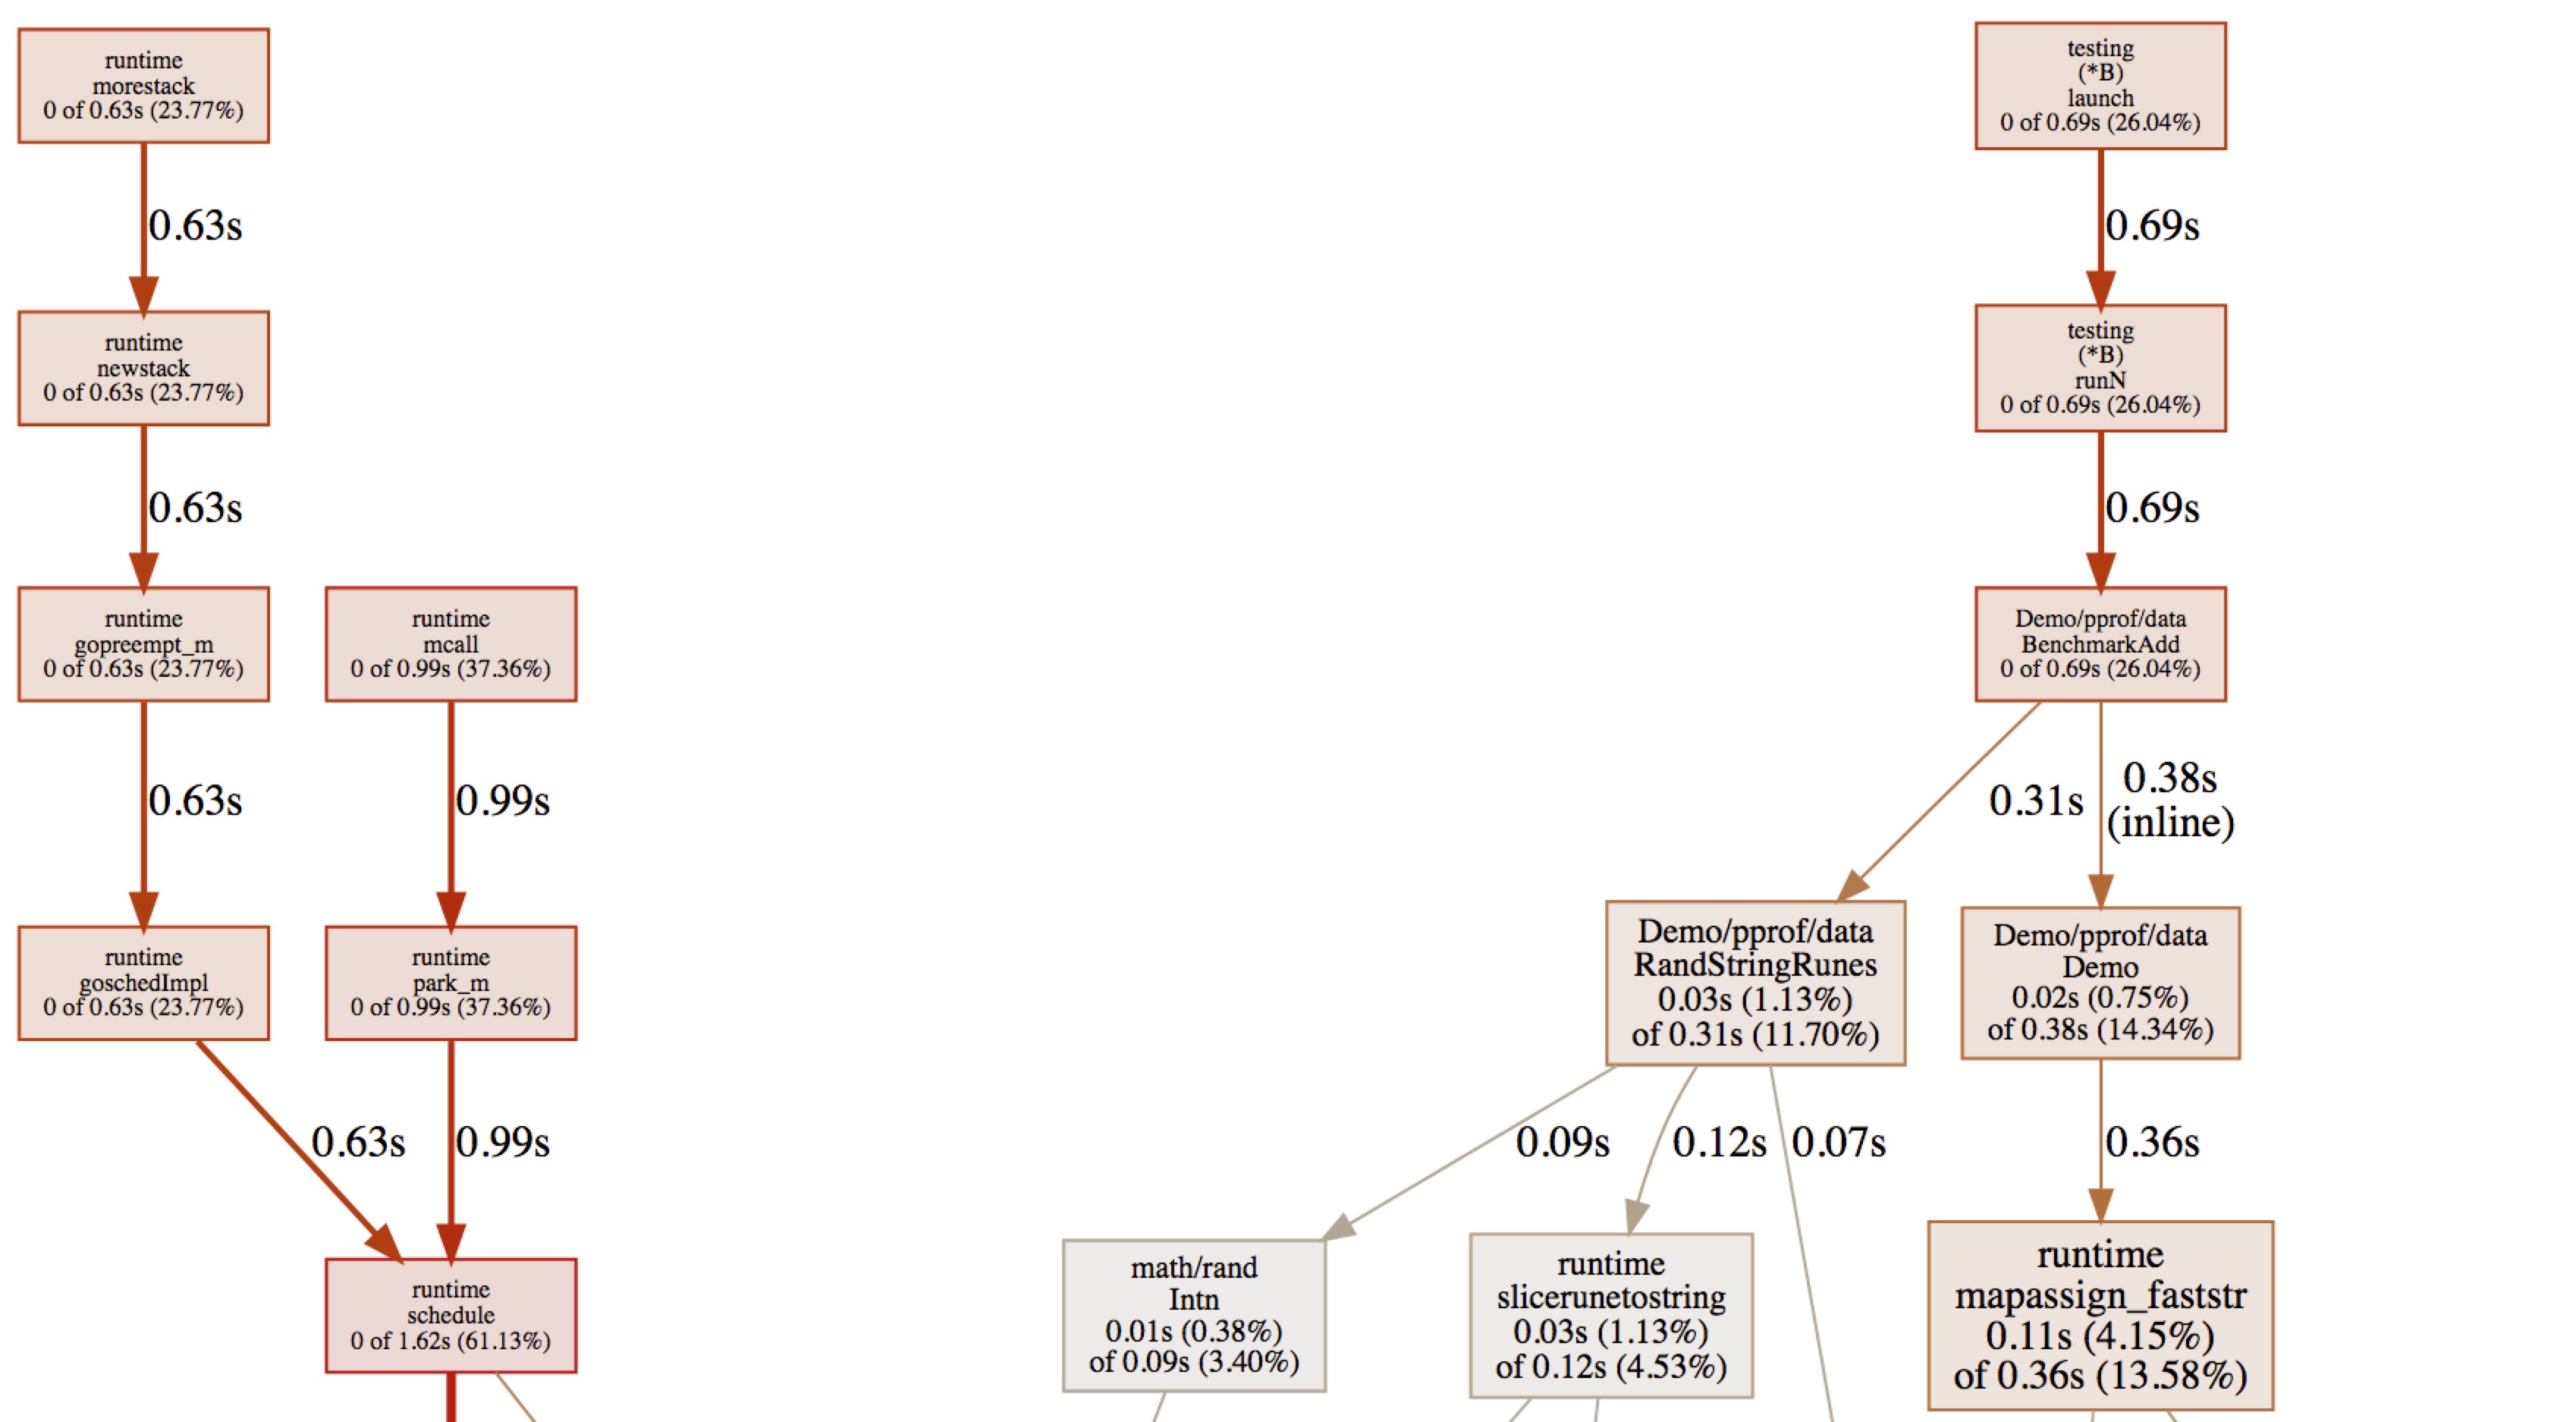 runtime
morestack
0 of 0.63s (23.77%)
0.63s
runtime
newstack
0 of 0.63s (23.77%)
0.63s
runtime
gopreempt_m
0 of 0.63s (23.77%)
0.63s
runtime
goschedImpl
0 of 0.63s (23.77%)
0.63s
runtime
mcall
0 of 0.99s (37.36%)
0.99s
runtime
park_m
0 of 0.99s (37.36%)
0.99s
runtime
schedule
0 of 1.62s (61.13%)
testing
(*B)
launch
0 of 0.69s (26.04%)
0.69s
testing
(*B)
runN
0 of 0.69s (26.04%)
0.69s
Demo/pprof/data
BenchmarkAdd
0 of 0.69s (26.04%)
0.31s
0.38s
(inline)
Demo/pprof/data
RandStringRunes
0.03s (1.13%)
of 0.31s (11.70%)
Demo/pprof/data
Demo
0.02s (0.75%)
of 0.38s (14.34%)
0.09s
0.12s
0.07s
0.36s
math/rand
Intn
0.01s (0.38%)
of 0.09s (3.40%)
runtime
slicerunetostring
0.03s (1.13%)
of 0.12s (4.53%)
runtime
mapassign_faststr
0.11s (4.15%)
of 0.36s (13.58%)